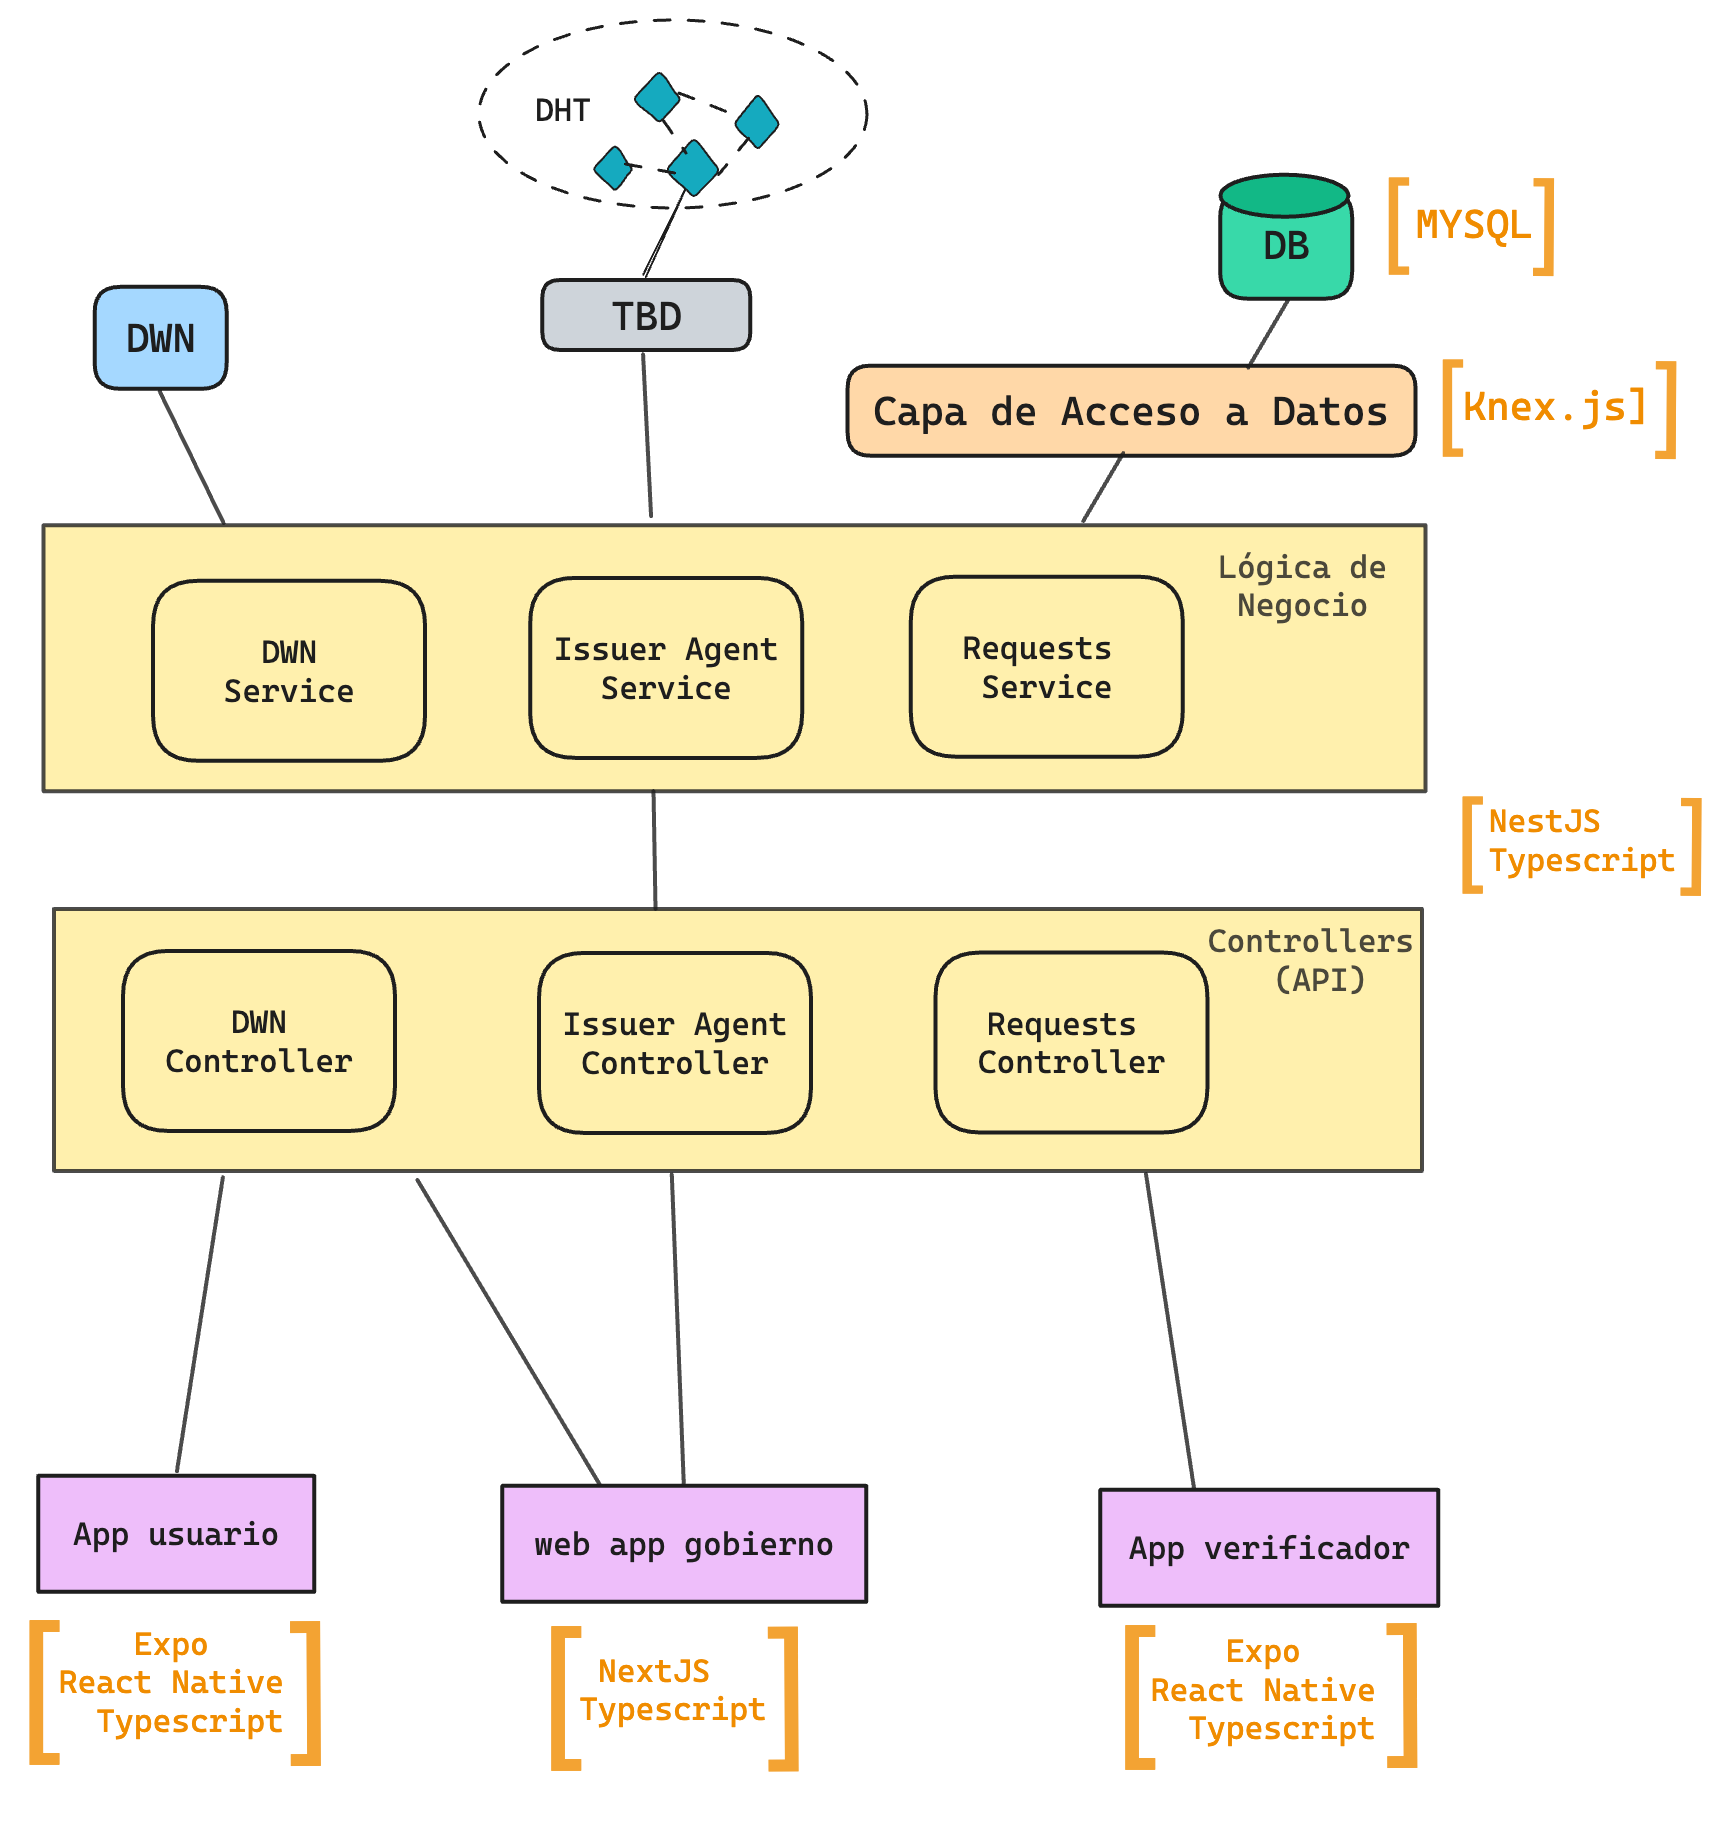 DHT
DB
MYSQL
TBD
DWN
Capa de Acceso a Datos
Knex.js]
Lógica de
Negocio
DWN
Service
Issuer Agent
Service
Requests
Service
NestJS
Typescript
Controllers
(API)
DWN
Controller
Issuer Agent
Controller
Requests
Controller
App usuario
web app gobierno
App verificador
Expo
React Native
Typescript
NextJS
Typescript
Expo
React Native
Typescript